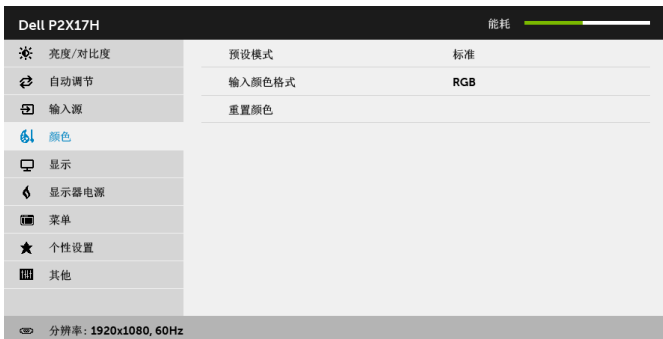 Dell P2X17H 能耗
亮度/对比度 预设模式 标准
自动调节 输入颜色格式 RGB
输入源 重置颜色
颜色
显示
显示器电源
菜单
个性设置
其他
分辨率: 1920x1080, 60Hz